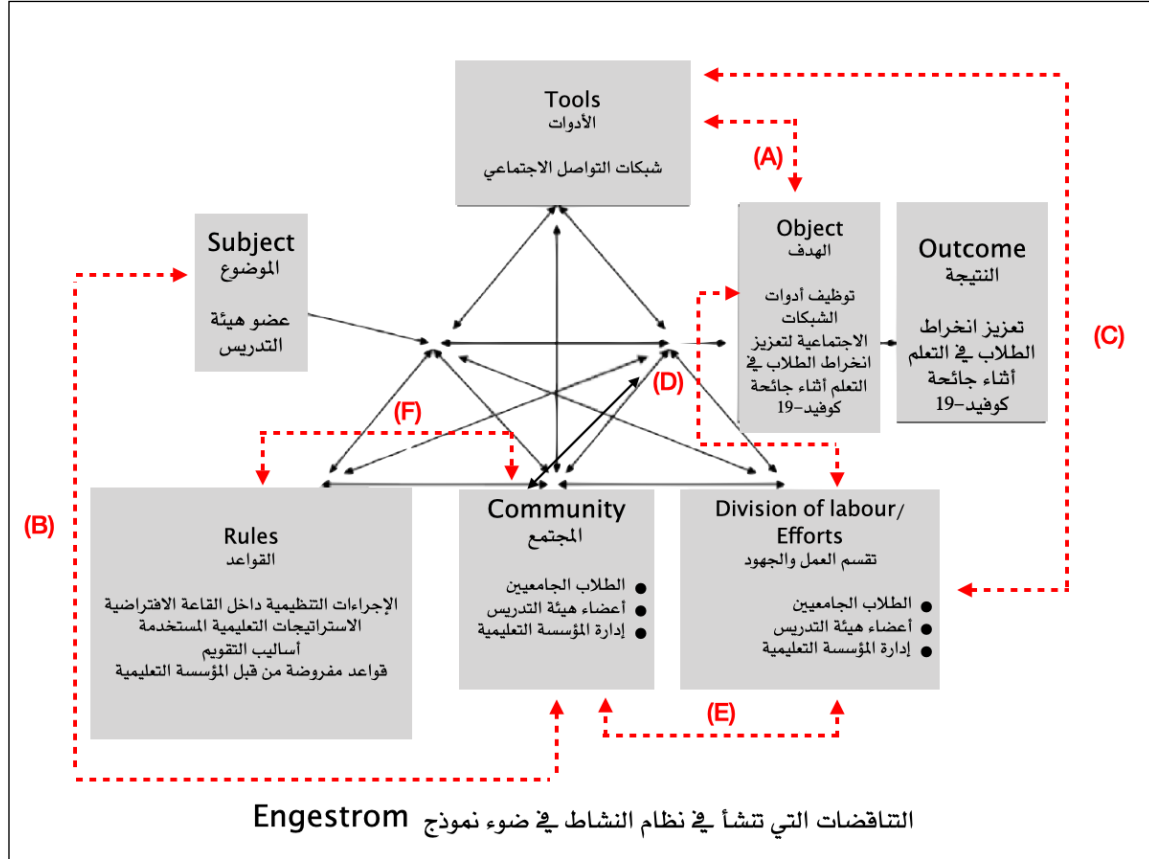 Tools
الأدوات
شبكات التواصل الاجتماعي
(A)
Subject
الموضوع
عضو هيئة
التدريس
Object
الهدف
توظيف أدوات
الشبكات
الاجتماعية لتعزيز
انخراط الطلاب في
التعلم أثناء جائحة
كوفيد-19
Outcome
النتيجة
تعزيز انخراط
الطلاب في التعلم
أثناء جائحة
كوفيد-19
(C)
(D)
(F)
(B)
Rules
القواعد
الإجراءات التنظيمية داخل القاعة الافتراضية
الاستراتيجات التعليمية المستخدمة
أساليب التقويم
قواعد مفروضة من قبل المؤسسة التعليمية
Community
المجتمع
● الطلاب الجامعيين
● أعضاء هيئة التدريس
● إدارة المؤسسة التعليمية
Division of labour/
Efforts
تقسم العمل والجهود
● الطلاب الجامعيين
● أعضاء هيئة التدريس
● إدارة المؤسسة التعليمية
(E)
التناقضات التي تنشأ في نظام النشاط في ضوء نموذج Engestrom